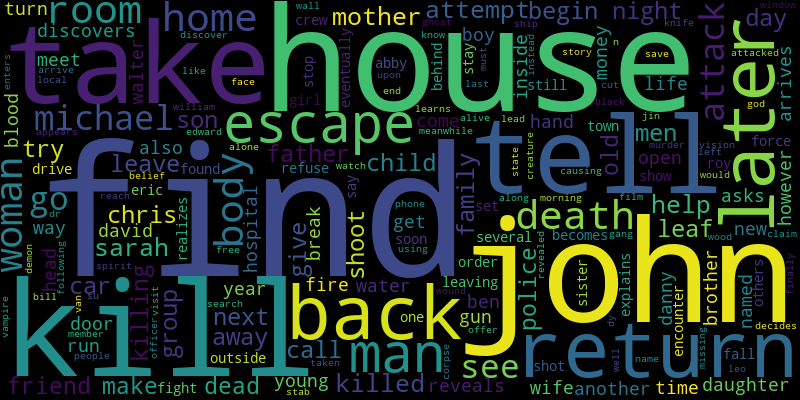 turn
room
discovers
home
mother
attempt
begin
night
day
wall
crew
ghost
ship
knife
window
discover
know
take
house
meet
walter
stop
eventually
abby
boy
behind
stay
inside
instead
still
money
story
n
save
life
attack
attacked
later
arrives
enters
arrive
local
like
face
girl
upon
end
must
last
cut
black
god
blood
michael
son
william
edward
escape
learns
come
meanwhile
alive
lead
hand
town
jin
men
murder
vision
force
appears
also
alone
father
watch
tell
try
leave
found
refuse
child
family
state
creature
causing
old
open
show
roy
left
would
however
woman
drive
belief
reach
eric
body
hospital
say
phone
get
soon
using
find
set
along
morning
film
death
help
asks
go
way
dr
chris
david
sarah
realizes
free
give
break
shoot
several
becomes
gang
leaf
new
wood
claim
demon
following
head
spirit
car
killing
group
order
leaving
police
revealed
sister
explains
danny
encounter
brother
named
missing
others
finally
vampire
bill
van
su
door
member
run
people
officer
visit
year
search
next
away
outside
fire
water
wound
ben
gun
offer
john
decides
kill
back
one
call
taken
man
corpse
see
shot
dy
well
return
name
fall
leo
friend
make
fight
dead
young
stab
killed
reveals
wife
another
time
daughter